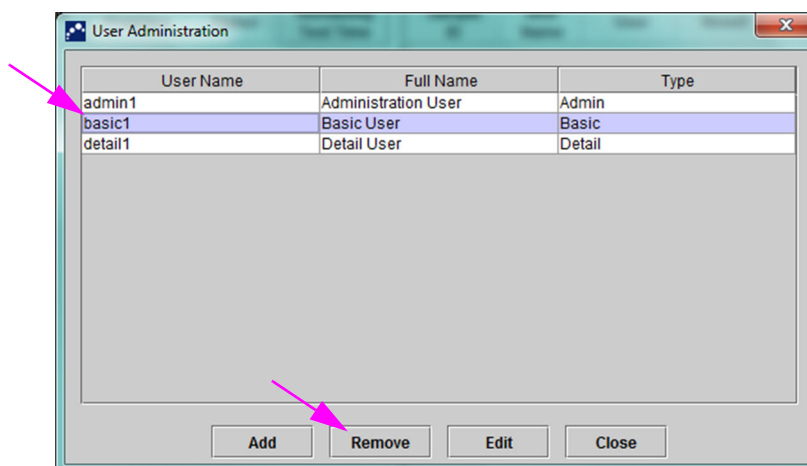 User Administration
User Name Full Name Type
admin1 Administration User Admin
basic1 Basic User Basic
detail1 Detail User Detail
Add Remove Edit Close